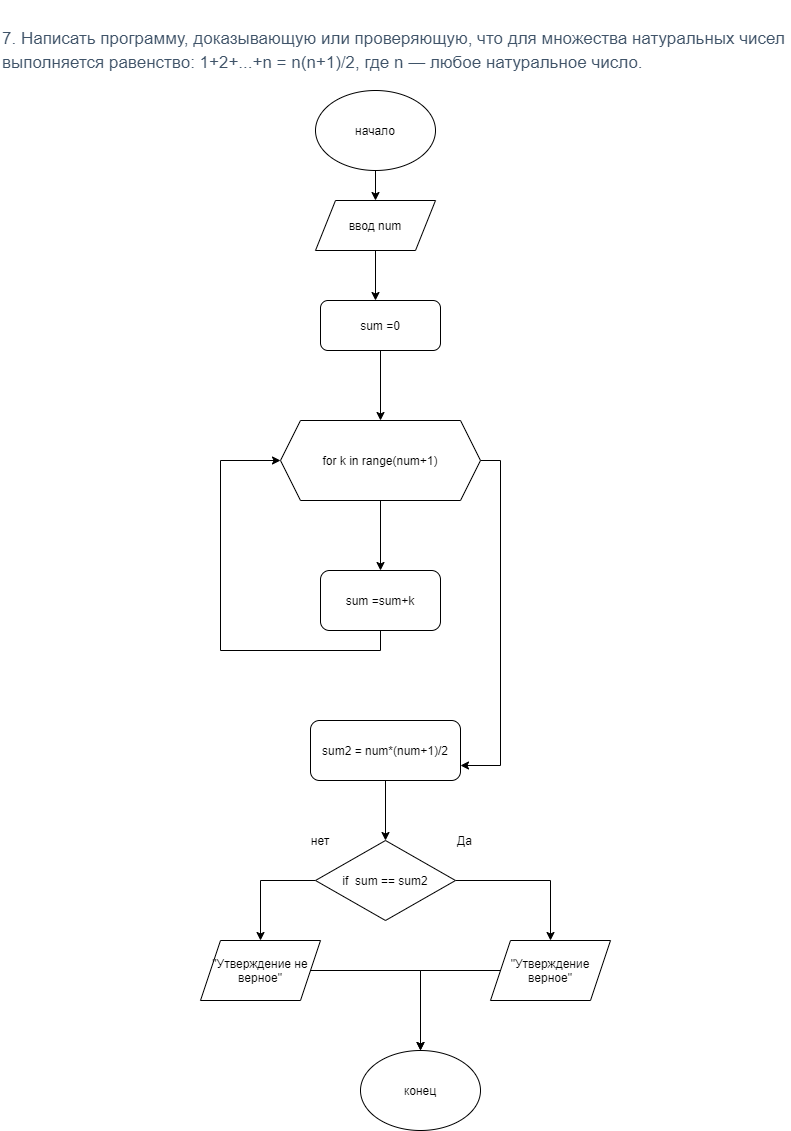 7. Написать программу, доказывающую или проверяющую, что для множества натуральных чисел
выполняется равенство: 1+2+...+n = n(n+1)/2, где n — любое натуральное число.
начало
ввод num
sum =0
for k in range(num+1)
sum =sum+k
sum2 = num*(num+1)/2
нет
Да
if sum == sum2
"Утверждение не
верное"
"Утверждение
верное"
конец